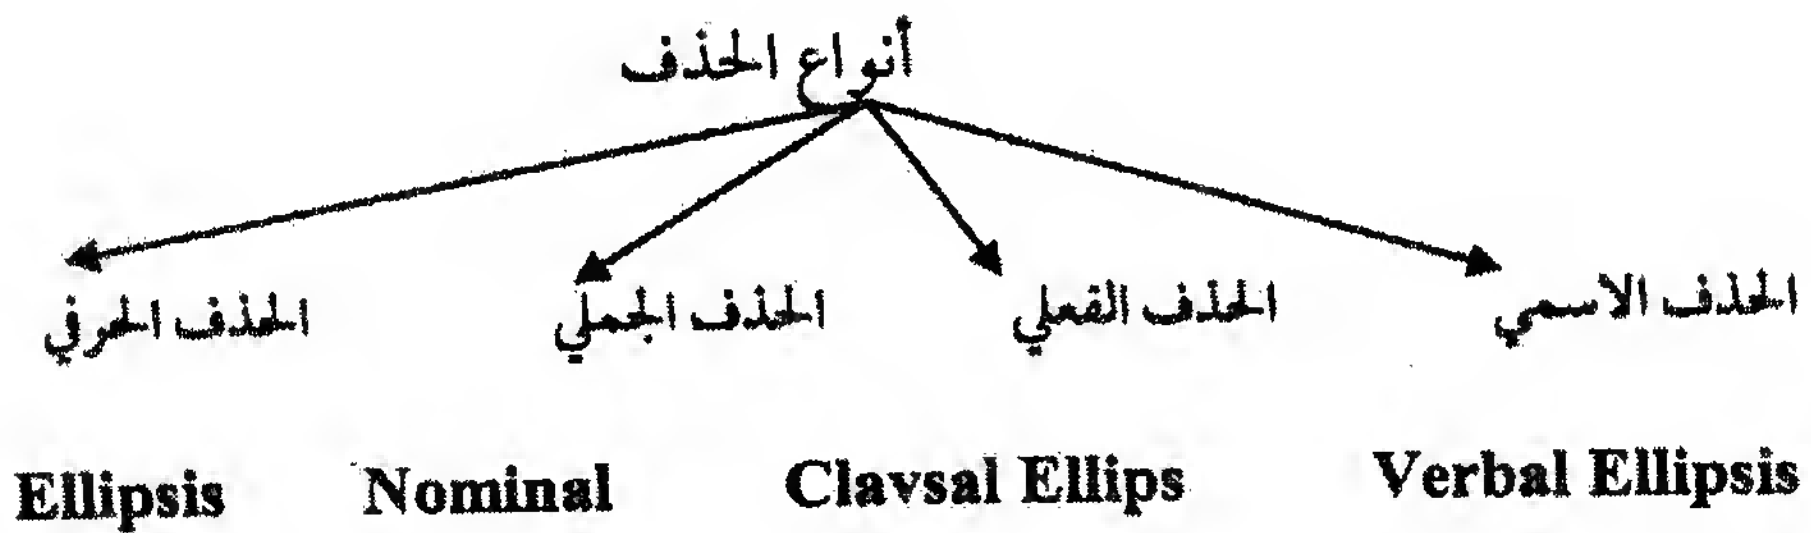 أنواع الحذف
الحذف الاسمي الحذف الفعلي الحذف الجملي الحذف الحرفي
Ellipsis Nominal Clavsal Ellips Verbal Ellipsis